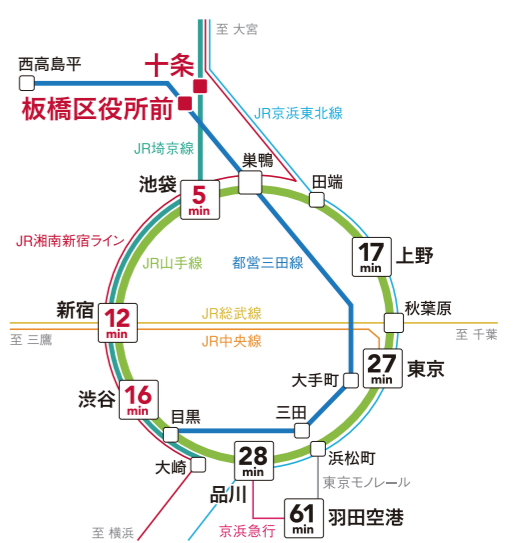 至 大宮
西高島平
十条
板橋区役所前
JR京浜東北線
JR埼京線
巣鴨
池袋
5
min
田端
JR湘南新宿ライン
JR山手線
都営三田線
17
min
上野
新宿
12
min
JR総武線
秋葉原
至 三鷹
JR中央線
至 千葉
27
min
東京
大手町
渋谷
16
min
目黒
三田
大崎
28
min
浜松町
品川
東京モノレール
61
min
羽田空港
至 横浜
京浜急行